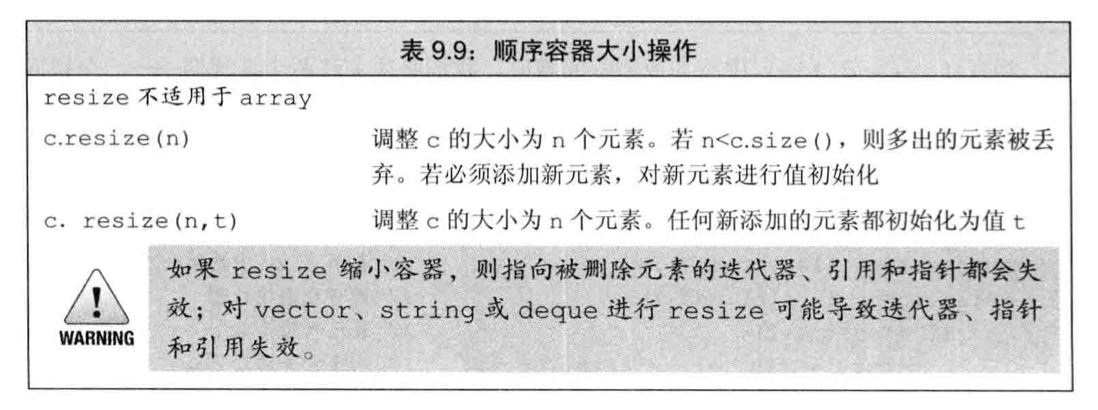 表 9.9：顺序容器大小操作
resize 不适用于 array
c.resize(n) 调整 c 的大小为 n 个元素。若 n<c.size()，则多出的元素被丢
弃。若必须添加新元素，对新元素进行值初始化
c. resize(n,t) 调整 c 的大小为 n 个元素。任何新添加的元素都初始化为值 t
如果 resize 缩小容器，则指向被删除元素的迭代器、引用和指针都会失
效；对 vector、string 或 deque 进行 resize 可能导致迭代器、指针
和引用失效。
WARNING